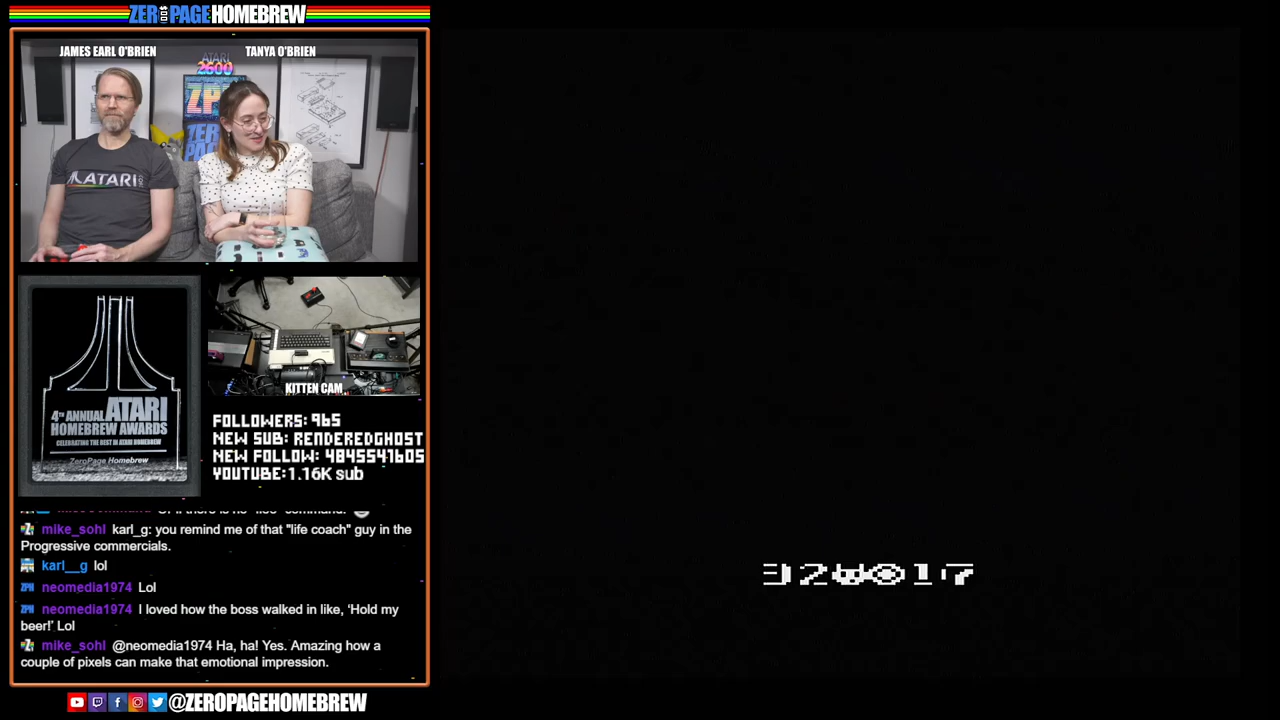 ZEROPAGE HOMEBREW
JAMES EARL O'BRIEN
TANYA O'BRIEN
ATARI
2600
ZPH
ATARI
4TH ANNUAL ATARI
HOMEBREW AWARDS
CELEBRATING THE BEST IN ATARI HOMEBREW
ZeroPage Homebrew
KITTEN CAM
FOLLOWERS: 965
NEW SUB: RENDEREDGHOST
NEW FOLLOW: 4845541605
YOUTUBE: 1.16K sub
mike_sohl karl_g: you remind me of that "life coach" guy in the
Progressive commercials.
karl__g lol
neomedia1974 Lol
neomedia1974 I loved how the boss walked in like, 'Hold my
beer!' Lol
mike_sohl @neomedia1974 Ha, ha! Yes. Amazing how a
couple of pixels can make that emotional impression.
@ZEROPAGEHOMEBREW